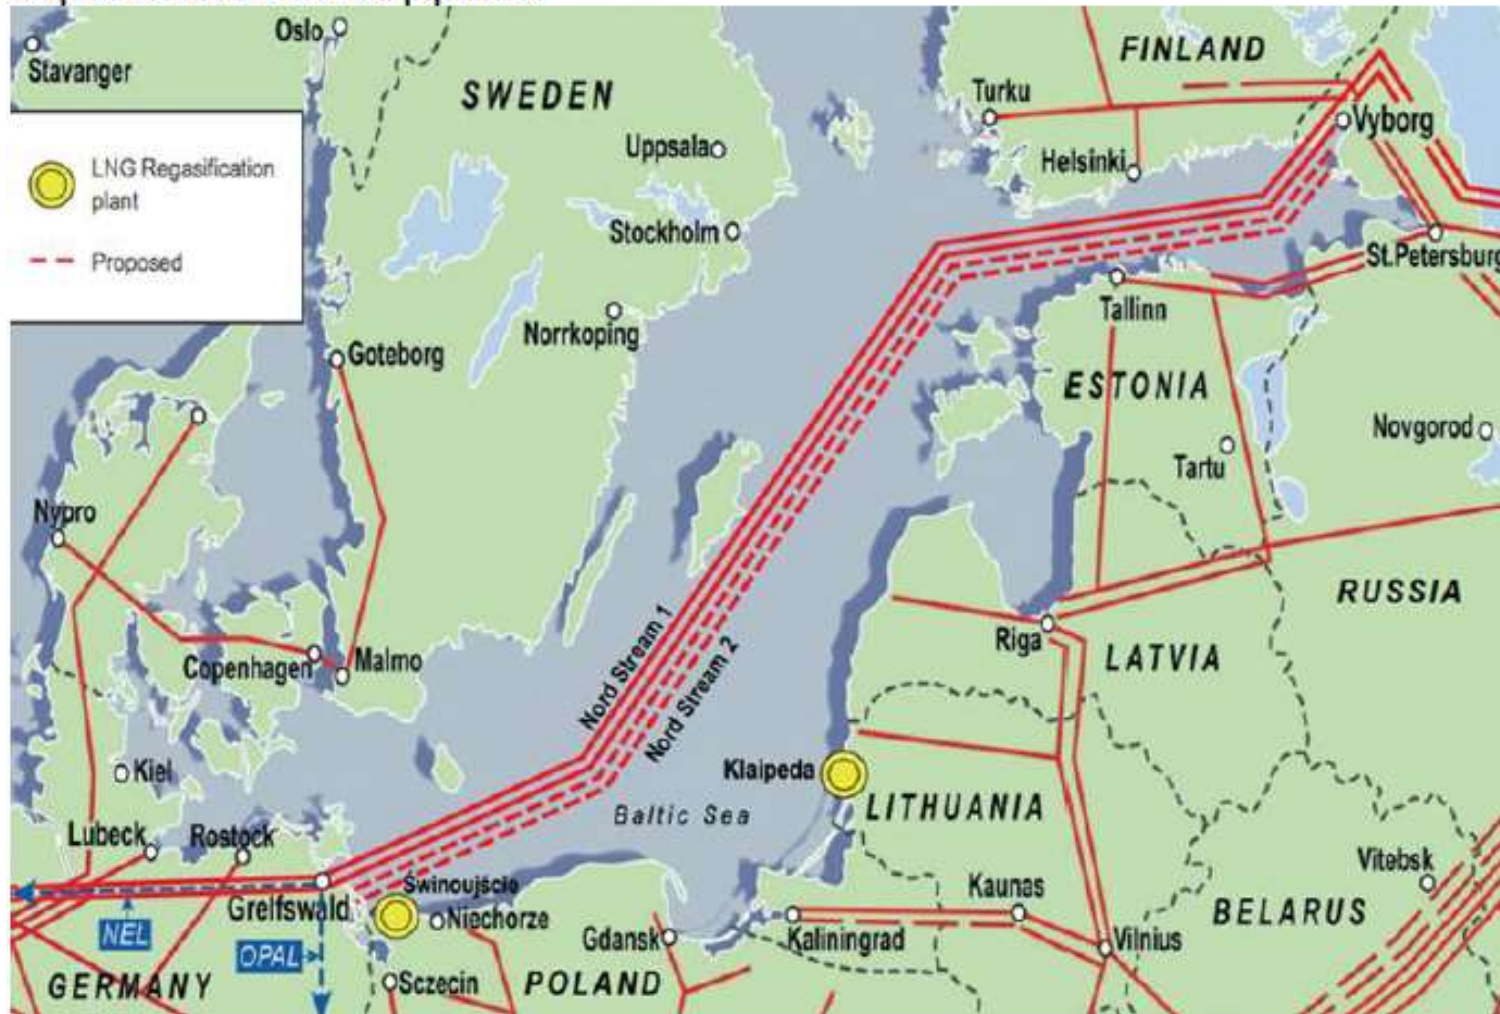 Oslo
Stavanger
SWEDEN
FINLAND
Turku
Vyborg
Uppsala
Helsinki
LNG Regasification
plant
Proposed
Stockholm
St.Petersburg
Tallinn
Norrkoping
Goteborg
ESTONIA
Novgorod
Tartu
Nypro
RUSSIA
Riga
LATVIA
Copenhagen
Malmo
Nord Stream 1
Nord Stream 2
Kiel
Klaipeda
LITHUANIA
Baltic Sea
Lubeck
Rostock
Vitebsk
Świnoujście
Kaunas
Greifswald
Niechorze
BELARUS
NEL
Gdansk
Kaliningrad
Vilnius
OPAL
GERMANY
Sczecin
POLAND